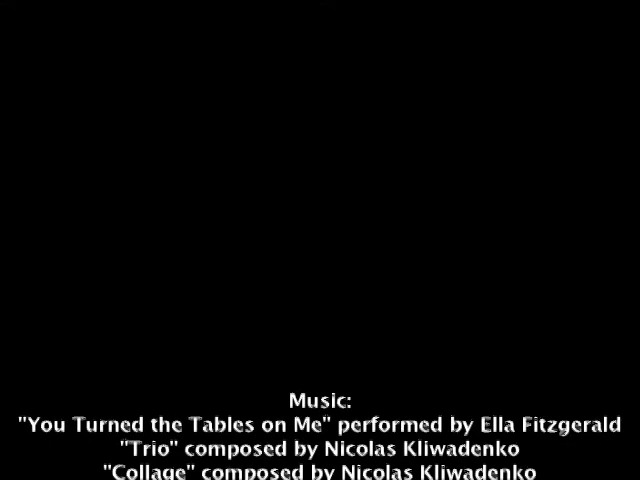 Music:
"You Turned the Tables on Me" performed by Ella Fitzgerald
"Trio" composed by Nicolas Kliwadenko
"Collage" composed by Nicolas Kliwadenko